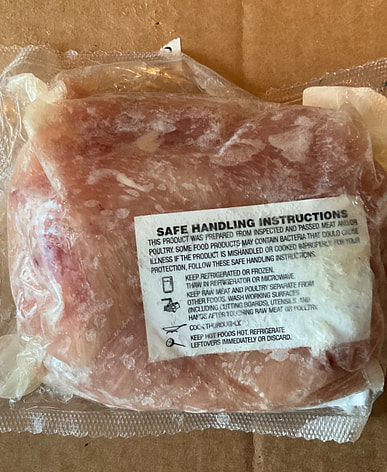 SAFE HANDLING INSTRUCTIONS
THIS PRODUCT WAS PREPARED FROM INSPECTED AND PASSED MEAT AND/OR
POULTRY. SOME FOOD PRODUCTS MAY CONTAIN BACTERIA THAT COULD CAUSE
ILLNESS IF THE PRODUCT IS MISHANDLED OR COOKED IMPROPERLY. FOR YOUR
PROTECTION, FOLLOW THESE SAFE HANDLING INSTRUCTIONS.
KEEP REFRIGERATED OR FROZEN.
THAW IN REFRIGERATOR OR MICROWAVE.
KEEP RAW MEAT AND POULTRY SEPARATE FROM
OTHER FOODS. WASH WORKING SURFACES
(INCLUDING CUTTING BOARDS), UTENSILS, AND
HANDS AFTER TOUCHING RAW MEAT OR POULTRY.
COOK THOROUGHLY.
KEEP HOT FOODS HOT. REFRIGERATE
LEFTOVERS IMMEDIATELY OR DISCARD.